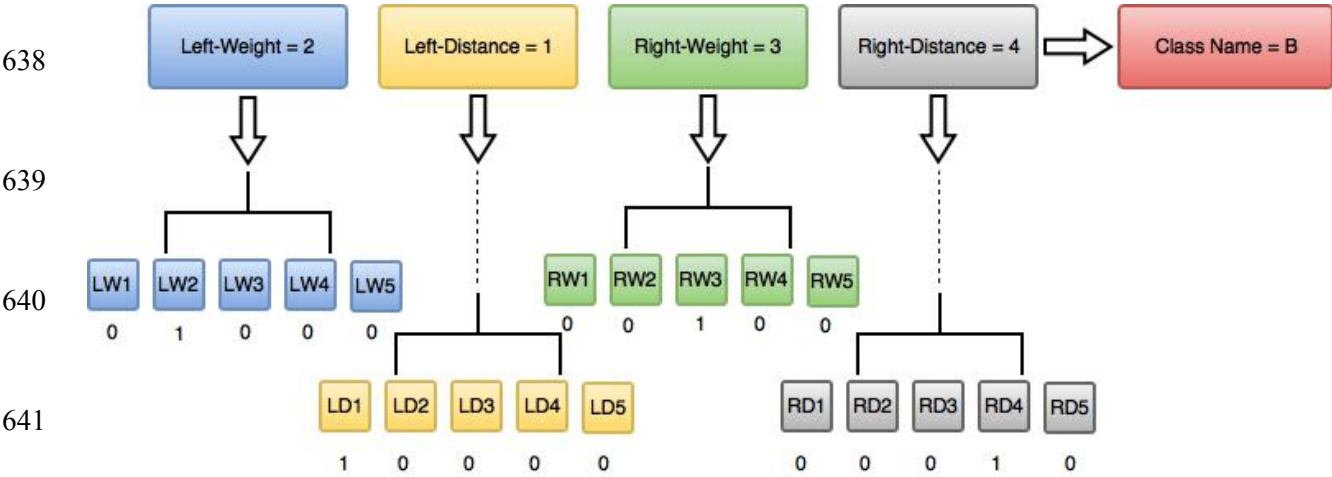 638
Left-Weight = 2 Left-Distance = 1 Right-Weight = 3 Right-Distance = 4 Class Name = B
639
RW1 RW2 RW3 RW4 RW5
LW1 LW2 LW3 LW4 LW5
640
0 0 1 0 0
0 1 0 0 0
LD1 LD2 LD3 LD4 LD5 RD1 RD2 RD3 RD4 RD5
641
1 0 0 0 0 0 0 0 1 0